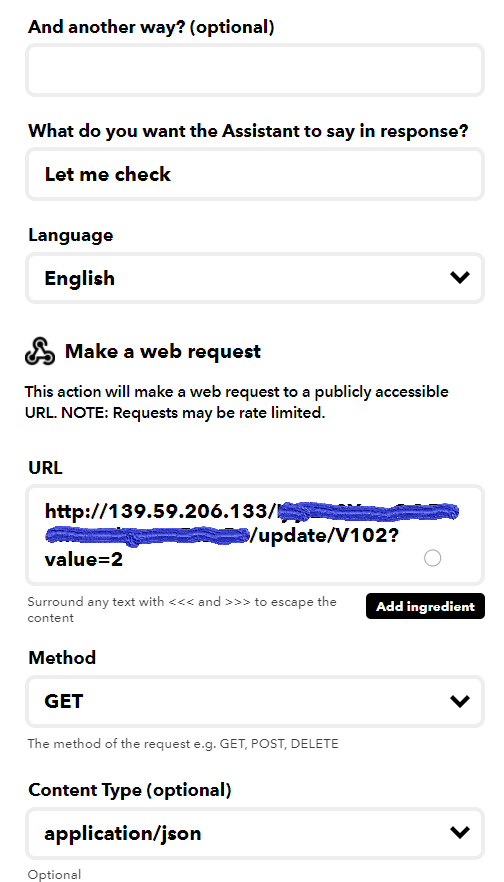 And another way? (optional)
What do you want the Assistant to say in response?
Let me check
Language
English
Make a web request
This action will make a web request to a publicly accessible
URL. NOTE: Requests may be rate limited.
URL
http://139.59.206.133/
/update/V102?
value=2
Surround any text with <<< and >>> to escape the
content
Add ingredient
Method
GET
The method of the request e.g. GET, POST, DELETE
Content Type (optional)
application/json
Optional